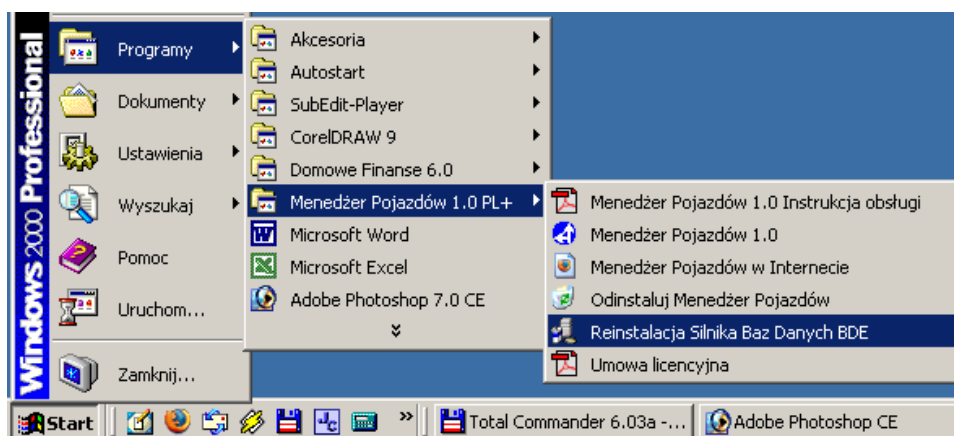 Windows 2000 Professional
Programy
Dokumenty
Ustawienia
Wyszukaj
Pomoc
Uruchom...
Zamknij...
Akcesoria
Autostart
SubEdit-Player
CorelDRAW 9
Domowe Finanse 6.0
Menedżer Pojazdów 1.0 PL+
Microsoft Word
Microsoft Excel
Adobe Photoshop 7.0 CE
Menedżer Pojazdów 1.0 Instrukcja obsługi
Menedżer Pojazdów 1.0
Menedżer Pojazdów w Internecie
Odinstaluj Menedżer Pojazdów
Reinstalacja Silnika Baz Danych BDE
Umowa licencyjna
Start
Total Commander 6.03a -...
Adobe Photoshop CE